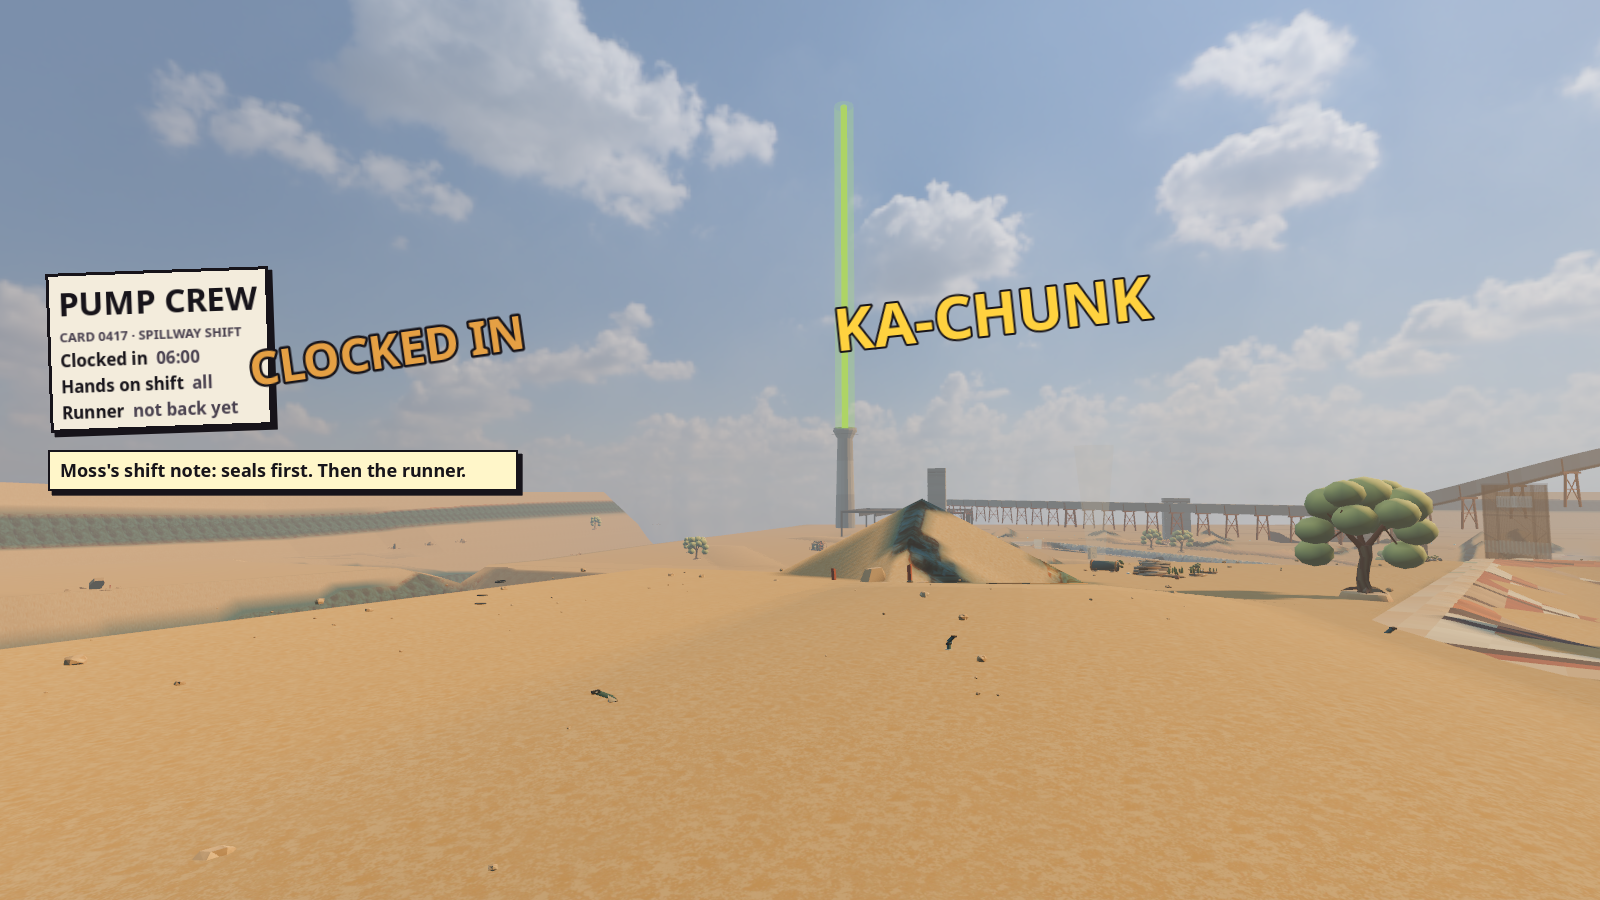 PUMP CREW
CARD 0417 · SPILLWAY SHIFT
Clocked in 06:00
Hands on shift all
Runner not back yet
CLOCKED IN
KA-CHUNK
Moss's shift note: seals first. Then the runner.